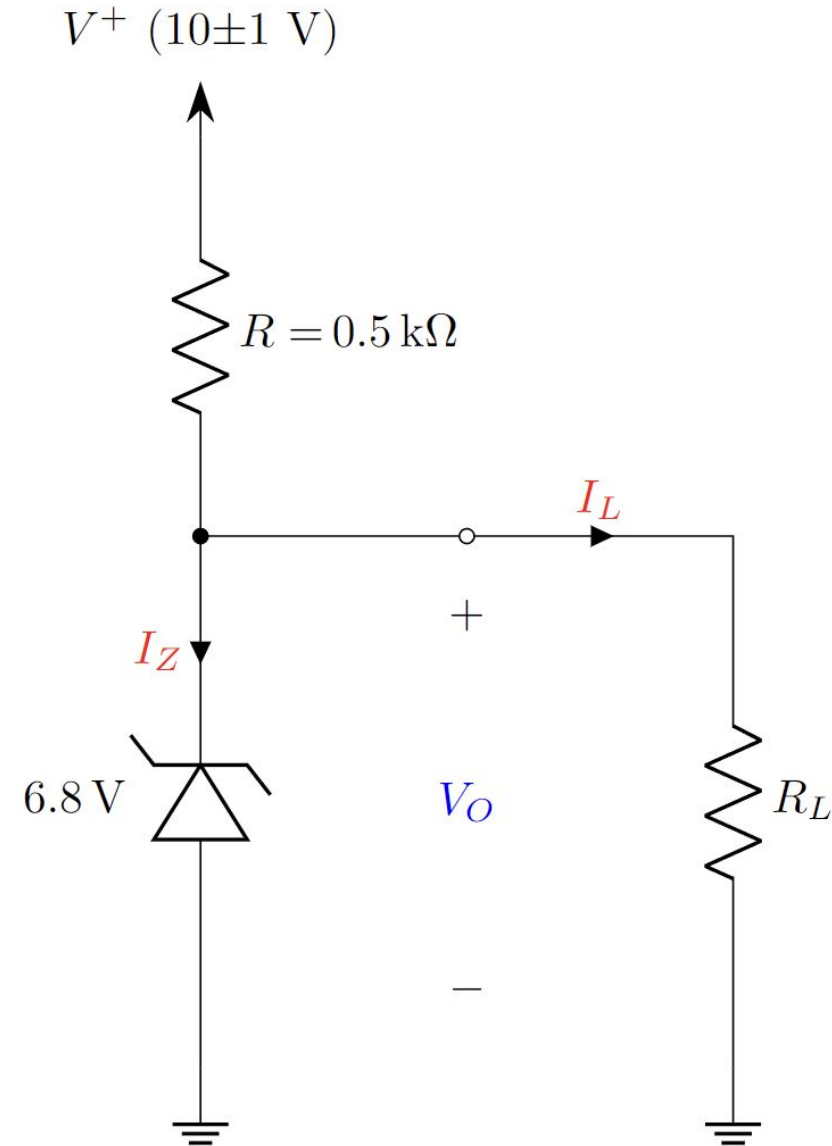 V⁺ (10±1 V)
R = 0.5 kΩ
I_L
+
I_Z
6.8 V
V_O
R_L
−